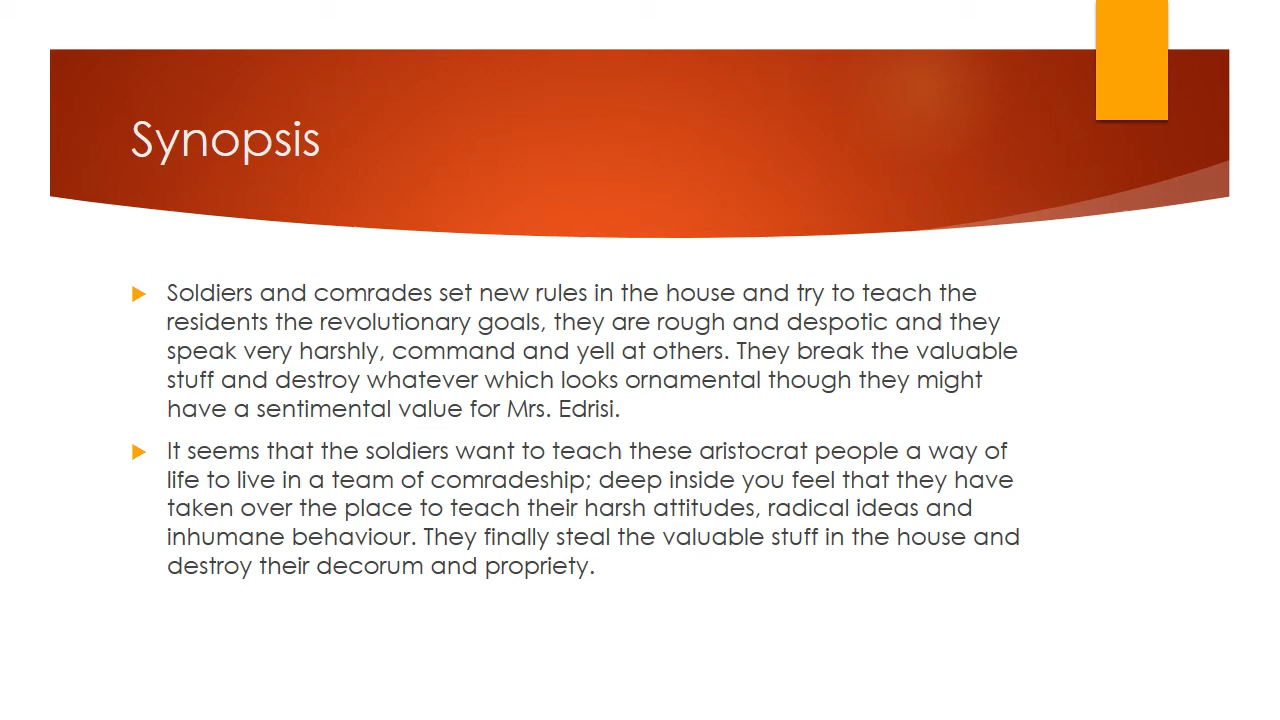 Synopsis
Soldiers and comrades set new rules in the house and try to teach the
residents the revolutionary goals, they are rough and despotic and they
speak very harshly, command and yell at others. They break the valuable
stuff and destroy whatever which looks ornamental though they might
have a sentimental value for Mrs. Edrisi.
It seems that the soldiers want to teach these aristocrat people a way of
life to live in a team of comradeship; deep inside you feel that they have
taken over the place to teach their harsh attitudes, radical ideas and
inhumane behaviour. They finally steal the valuable stuff in the house and
destroy their decorum and propriety.